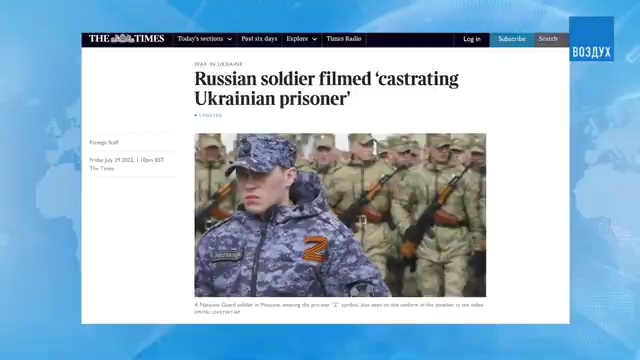 THE TIMES Today's sections Past six days Explore Times Radio Log in Subscribe Search
ВОЗДУХ
WAR IN UKRAINE
Russian soldier filmed ‘castrating
Ukrainian prisoner’
UPDATED
Foreign Staff
Friday July 29 2022, 1.10pm BST
The Times
Z
A National Guard soldier in Moscow, wearing the pro-war “Z” symbol, also seen on the uniform of the attacker in the video